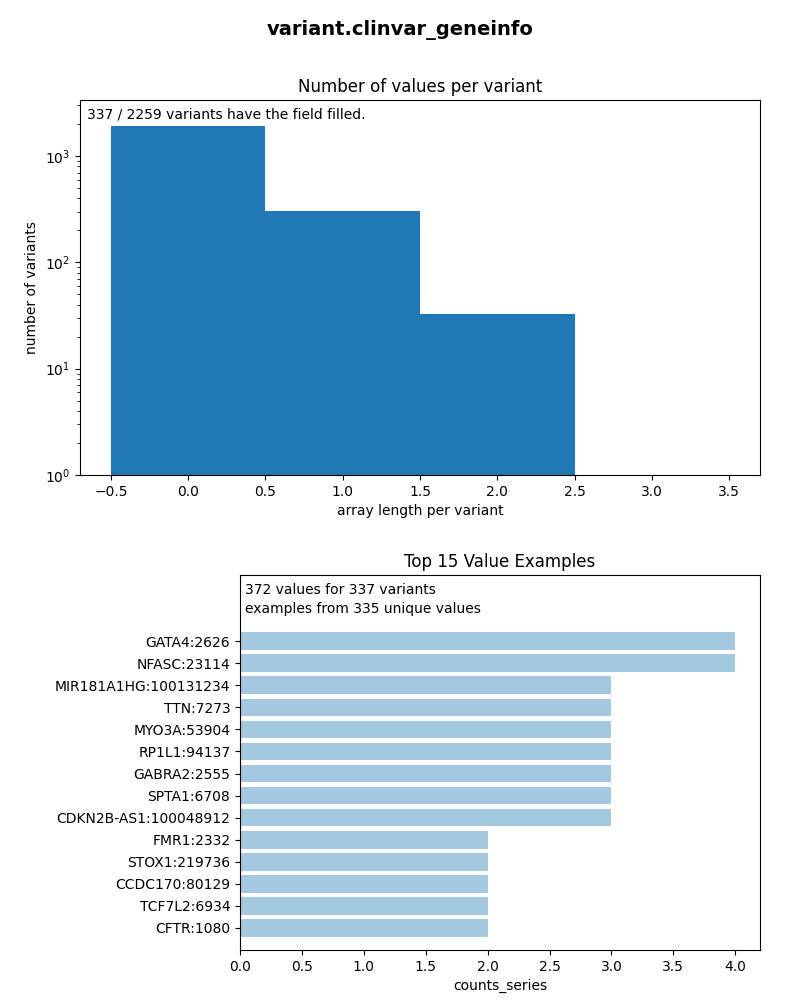 variant.clinvar_geneinfo
Number of values per variant
337 / 2259 variants have the field filled.
number of variants
10³
10²
10¹
10⁰
−0.5 0.0 0.5 1.0 1.5 2.0 2.5 3.0 3.5
array length per variant
Top 15 Value Examples
372 values for 337 variants
examples from 335 unique values
GATA4:2626
NFASC:23114
MIR181A1HG:100131234
TTN:7273
MYO3A:53904
RP1L1:94137
GABRA2:2555
SPTA1:6708
CDKN2B-AS1:100048912
FMR1:2332
STOX1:219736
CCDC170:80129
TCF7L2:6934
CFTR:1080
0.0 0.5 1.0 1.5 2.0 2.5 3.0 3.5 4.0
counts_series